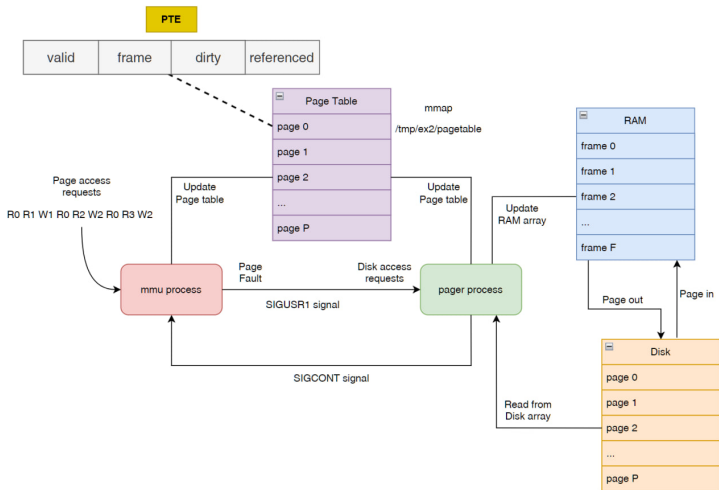 PTE
valid frame dirty referenced
Page Table
page 0
page 1
page 2
...
page P
mmap
/tmp/ex2/pagetable
RAM
frame 0
frame 1
frame 2
...
frame F
Page access
requests
R0 R1 W1 R0 R2 W2 R0 R3 W2
Update
Page table
Update
Page table
Update
RAM array
mmu process
Page
Fault
SIGUSR1 signal
Disk access
requests
pager process
SIGCONT signal
Page out
Page in
Read from
Disk array
Disk
page 0
page 1
page 2
...
page P